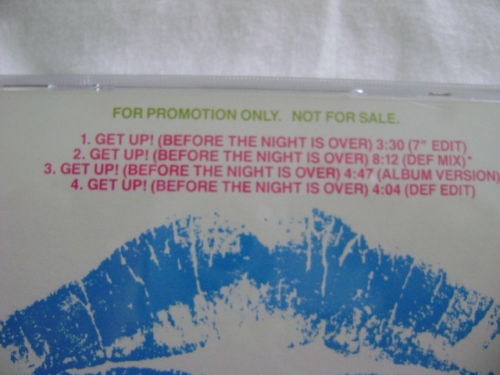 FOR PROMOTION ONLY. NOT FOR SALE.
1. GET UP! (BEFORE THE NIGHT IS OVER) 3:30 (7" EDIT)
2. GET UP! (BEFORE THE NIGHT IS OVER) 8:12 (DEF MIX)*
3. GET UP! (BEFORE THE NIGHT IS OVER) 4:47 (ALBUM VERSION)
4. GET UP! (BEFORE THE NIGHT IS OVER) 4:04 (DEF EDIT)